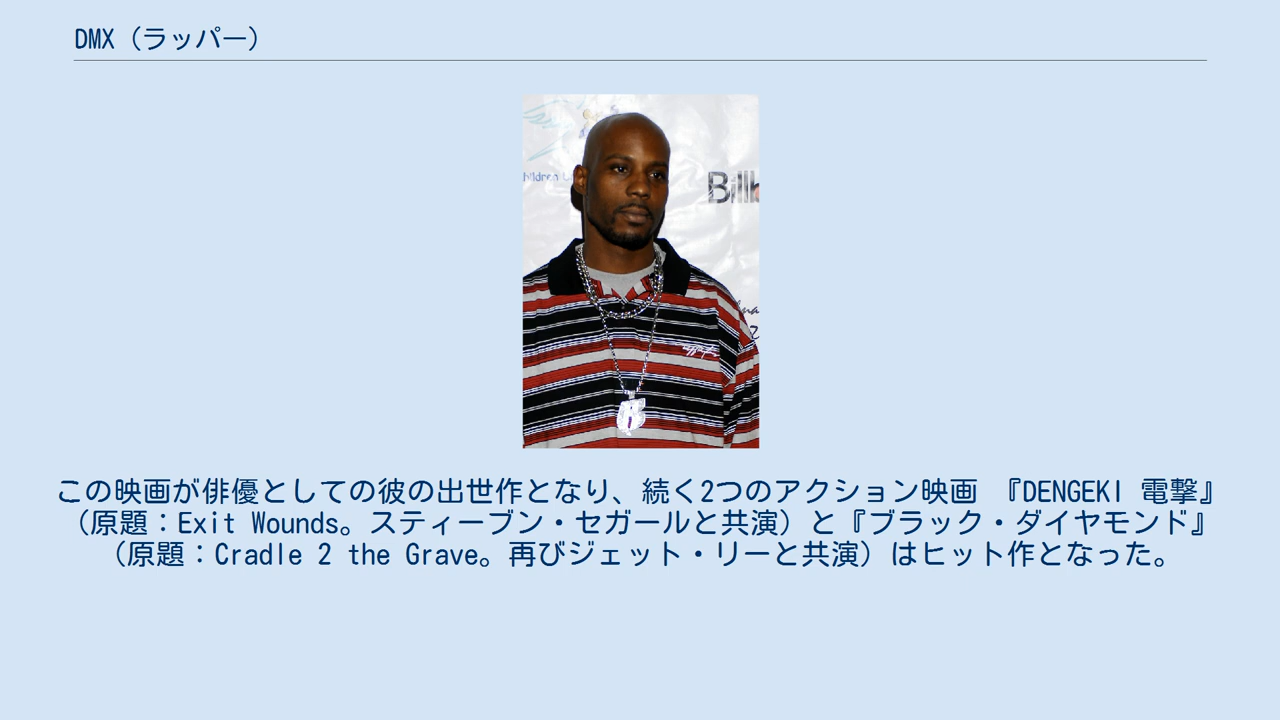 DMX（ラッパー）
Billb
この映画が俳優としての彼の出世作となり、続く2つのアクション映画 『DENGEKI 電撃』
（原題：Exit Wounds。スティーブン・セガールと共演）と『ブラック・ダイヤモンド』
（原題：Cradle 2 the Grave。再びジェット・リーと共演）はヒット作となった。